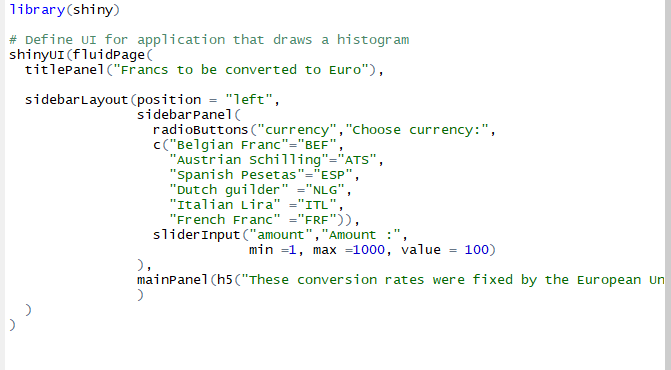 library(shiny)
# Define UI for application that draws a histogram
shinyUI(fluidPage(
  titlePanel("Francs to be converted to Euro"),
  sidebarLayout(position = "left",
                sidebarPanel(
                  radioButtons("currency","Choose currency:",
                  c("Belgian Franc"="BEF",
                    "Austrian Schilling"="ATS",
                    "Spanish Pesetas"="ESP",
                    "Dutch guilder" ="NLG",
                    "Italian Lira" ="ITL",
                    "French Franc" ="FRF")),
                  sliderInput("amount","Amount :",
                              min =1, max =1000, value = 100)
                ),
                mainPanel(h5("These conversion rates were fixed by the European Un
                )
  )
)